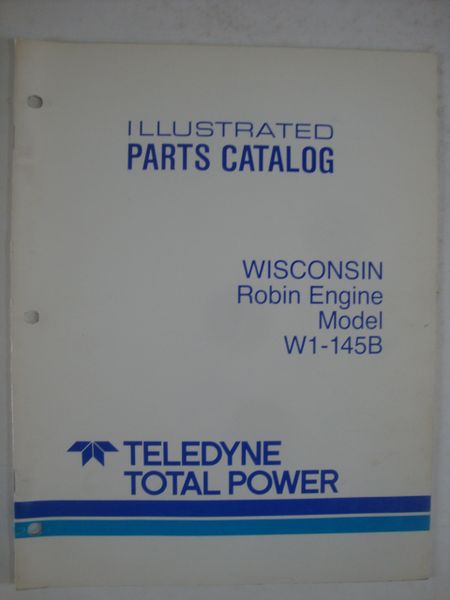 ILLUSTRATED
PARTS CATALOG
WISCONSIN
Robin Engine
Model
W1-145B
TELEDYNE
TOTAL POWER